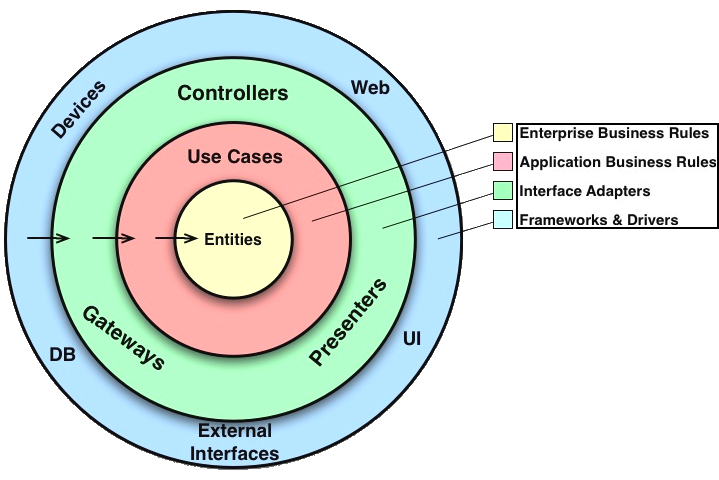 Devices
Web
Controllers
Use Cases
Entities
Gateways
Presenters
DB
UI
External
Interfaces
Enterprise Business Rules
Application Business Rules
Interface Adapters
Frameworks & Drivers